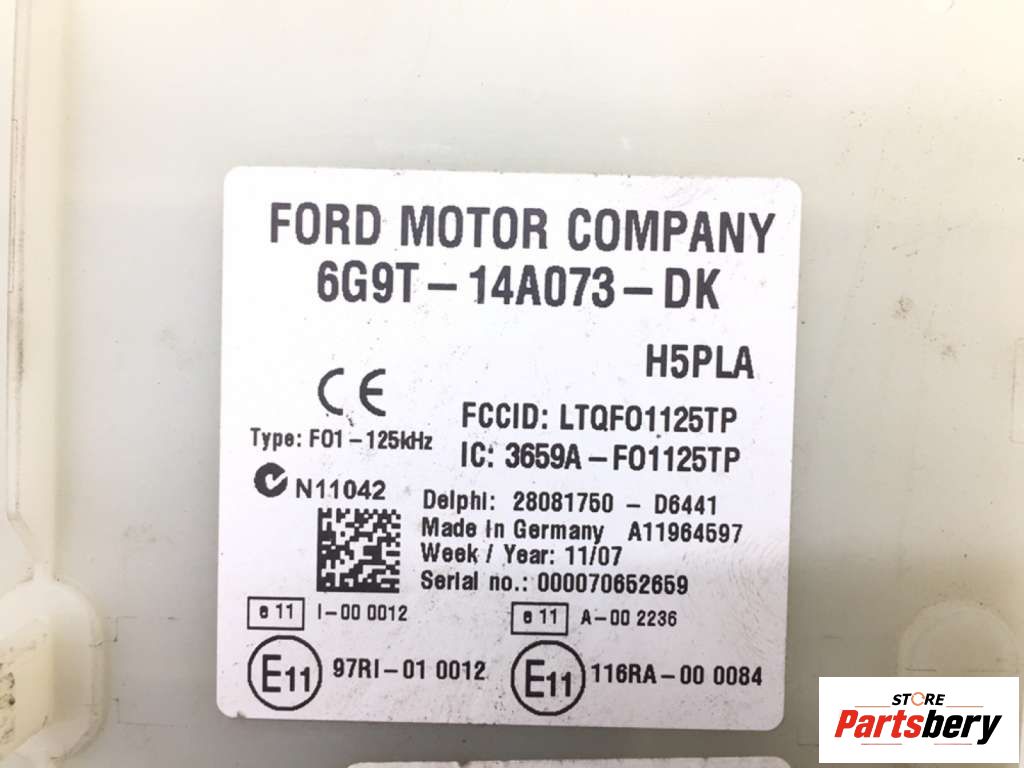 FORD MOTOR COMPANY
6G9T-14A073-DK
H5PLA
CE
FCCID: LTQFO1125TP
Type: FO1-125kHz
IC: 3659A-FO1125TP
N11042
Delphi: 28081750 - D6441
Made in Germany A11964597
Week / Year: 11/07
Serial no.: 000070652659
e 11 I-00 0012
e 11 A-00 2236
E11 97RI-01 0012
E11 116RA-00 0084
STORE
Partsbery